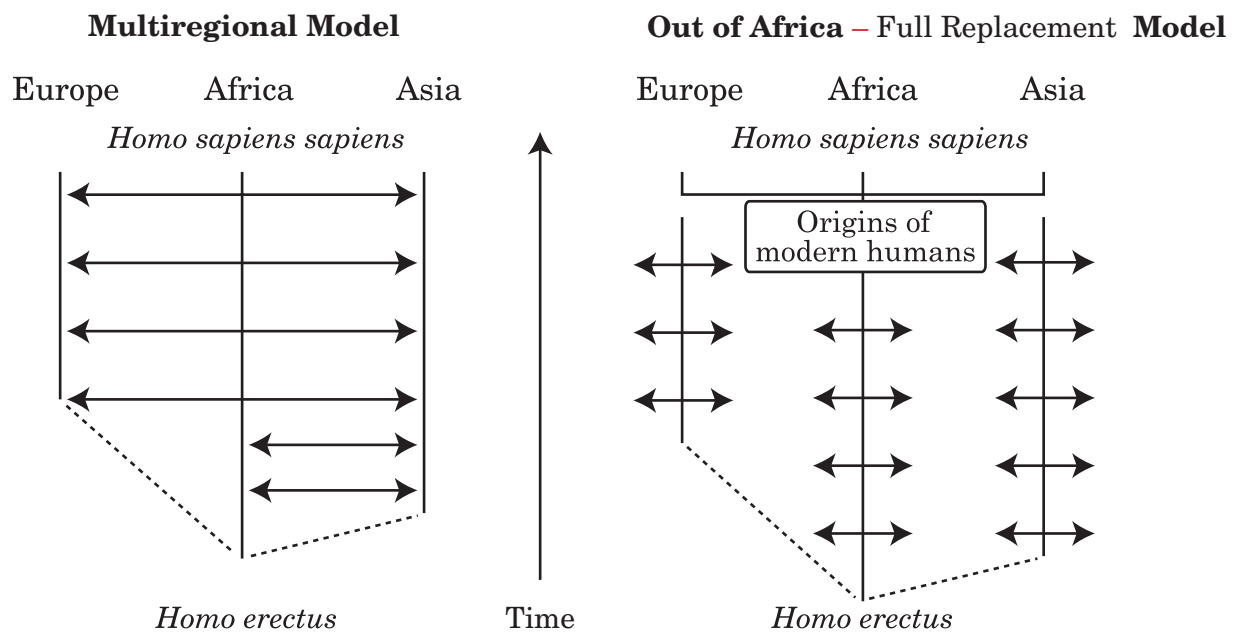 Multiregional Model
Out of Africa – Full Replacement Model
Europe Africa Asia
Europe Africa Asia
Homo sapiens sapiens
Homo sapiens sapiens
Origins of
modern humans
Homo erectus
Time
Homo erectus